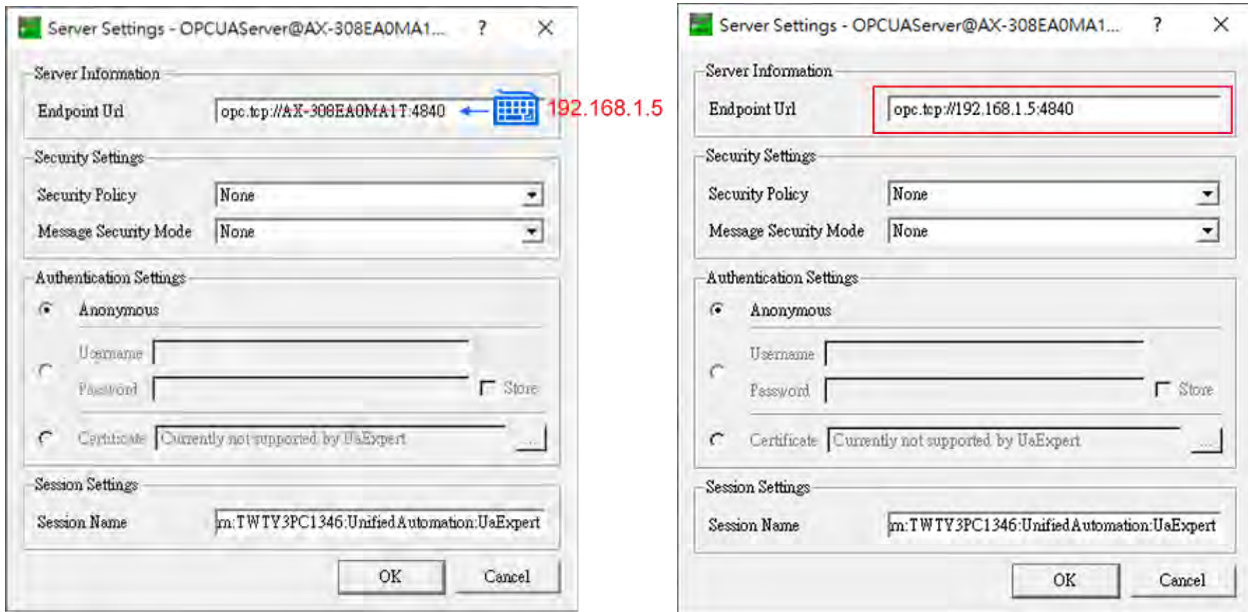 Server Settings - OPCUAServer@AX-308EA0MA1... ? ×
Server Information
Endpoint Url opc.tcp://AX-308EA0MA1T:4840 192.168.1.5
Security Settings
Security Policy None
Message Security Mode None
Authentication Settings
Anonymous
Username
Password Store
Certificate Currently not supported by UaExpert ...
Session Settings
Session Name rn:TWTY3PC1346:UnifiedAutomation:UaExpert
OK Cancel
Server Settings - OPCUAServer@AX-308EA0MA1... ? ×
Server Information
Endpoint Url opc.tcp://192.168.1.5:4840
Security Settings
Security Policy None
Message Security Mode None
Authentication Settings
Anonymous
Username
Password Store
Certificate Currently not supported by UaExpert ...
Session Settings
Session Name rn:TWTY3PC1346:UnifiedAutomation:UaExpert
OK Cancel